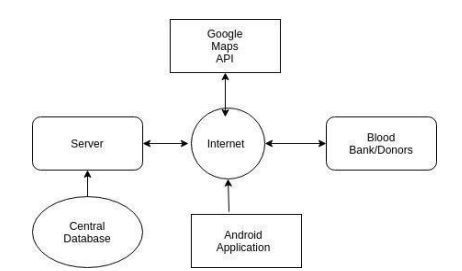 Google
Maps
API
Server
Internet
Blood
Bank/Donors
Central
Database
Android
Application